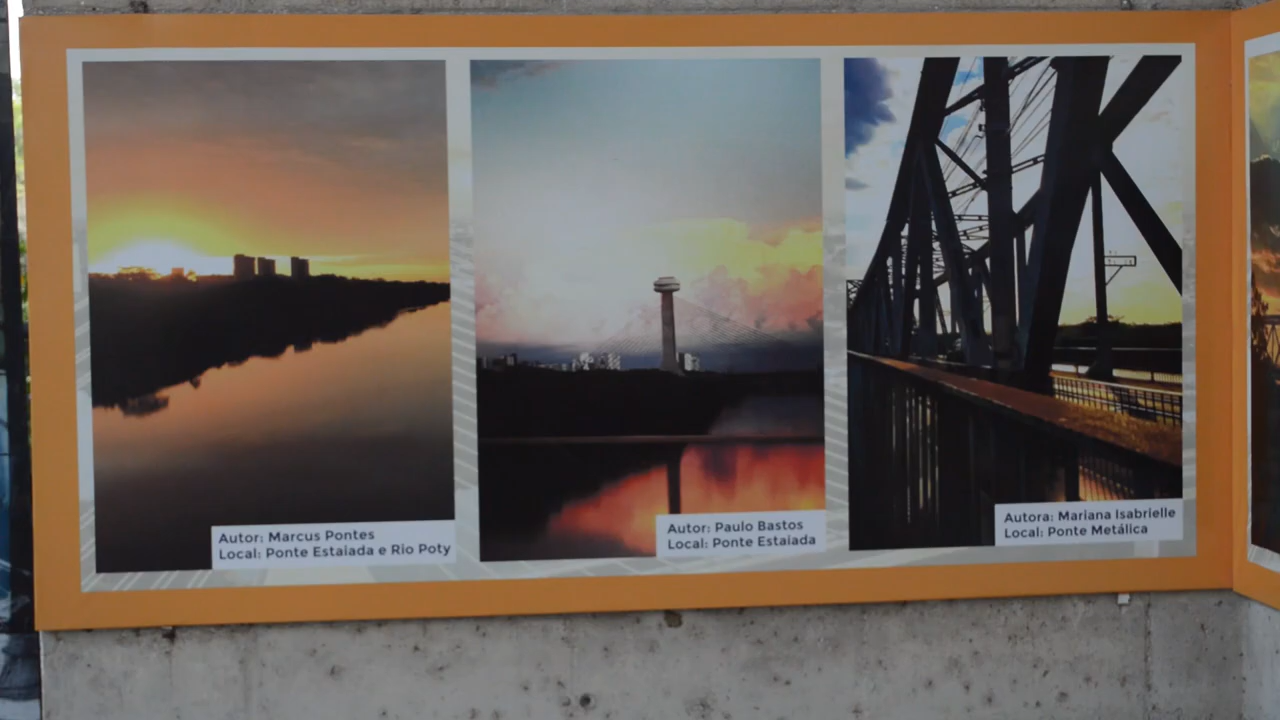 Autor: Marcus Pontes
Local: Ponte Estaiada e Rio Poty
Autor: Paulo Bastos
Local: Ponte Estaiada
Autora: Mariana Isabrielle
Local: Ponte Metálica